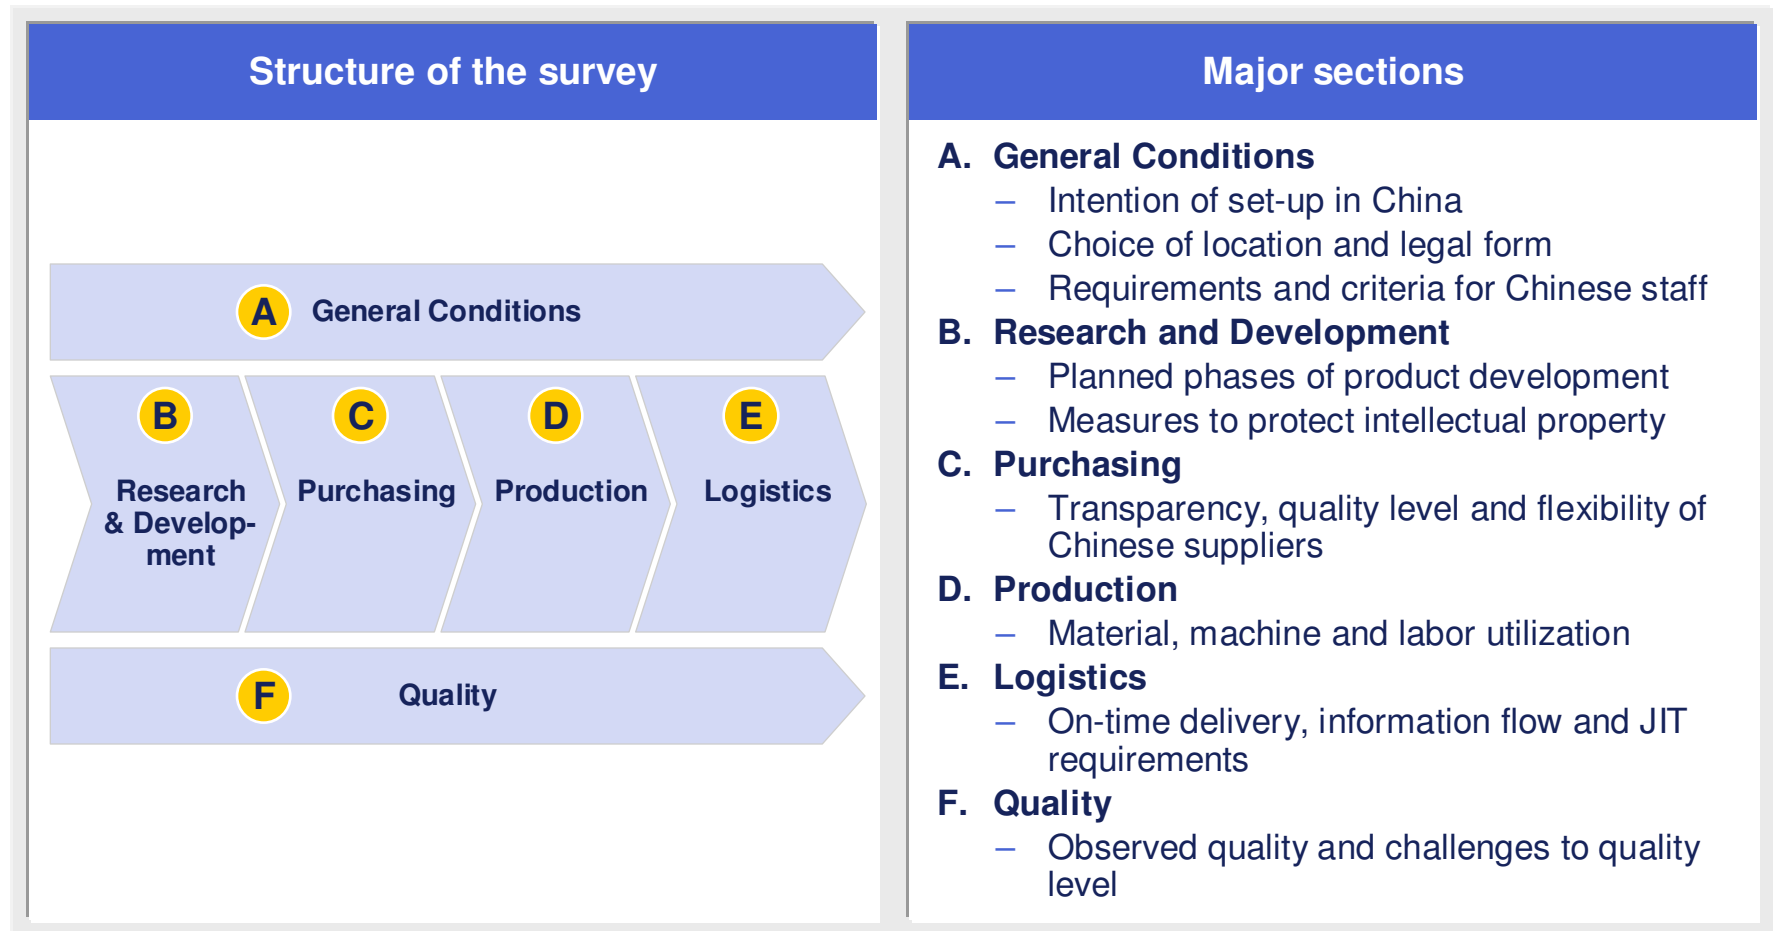 Structure of the survey
A General Conditions
B
Research
& Develop-
ment
C
Purchasing
D
Production
E
Logistics
F Quality
Major sections
A. General Conditions
– Intention of set-up in China
– Choice of location and legal form
– Requirements and criteria for Chinese staff
B. Research and Development
– Planned phases of product development
– Measures to protect intellectual property
C. Purchasing
– Transparency, quality level and flexibility of
Chinese suppliers
D. Production
– Material, machine and labor utilization
E. Logistics
– On-time delivery, information flow and JIT
requirements
F. Quality
– Observed quality and challenges to quality
level